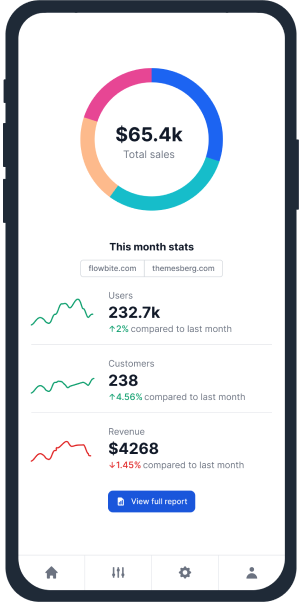 $65.4k
Total sales
This month stats
flowbite.com themesberg.com
Users
232.7k
↑2% compared to last month
Customers
238
↑4.56% compared to last month
Revenue
$4268
↓1.45% compared to last month
View full report